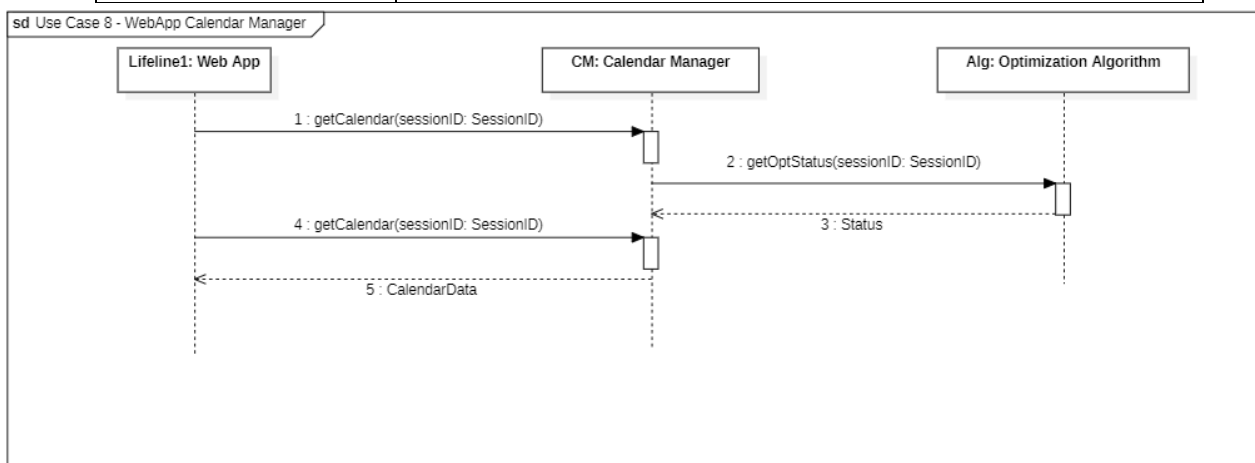 sd Use Case 8 - WebApp Calendar Manager
Lifeline1: Web App
CM: Calendar Manager
Alg: Optimization Algorithm
1 : getCalendar(sessionID: SessionID)
2 : getOptStatus(sessionID: SessionID)
3 : Status
4 : getCalendar(sessionID: SessionID)
5 : CalendarData